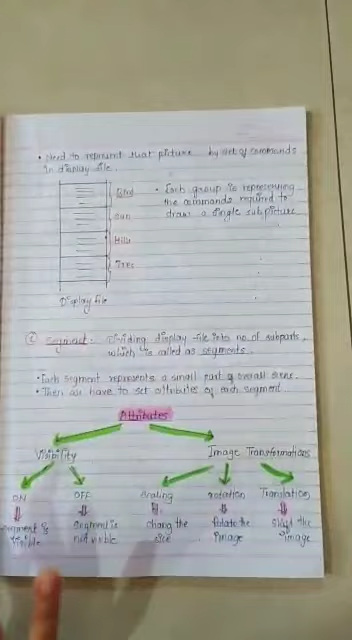 • Need to represent that picture by set of commands
in display file.
Bird
Sun
Hills
Trees
Display file
• Each group is representing
the commands required to
draw a single subpicture
② Segment: Dividing display file into no. of subparts,
which is called as segments.
• Each segment represents a small part of overall scene.
• Then we have to set attributes of each segment
Attributes
Visibility
Image Transformations
ON
OFF
Scaling
rotation
Translation
segment is
visible
Segment is
not visible
Chang the
size
Rotate the
image
Shift the
image